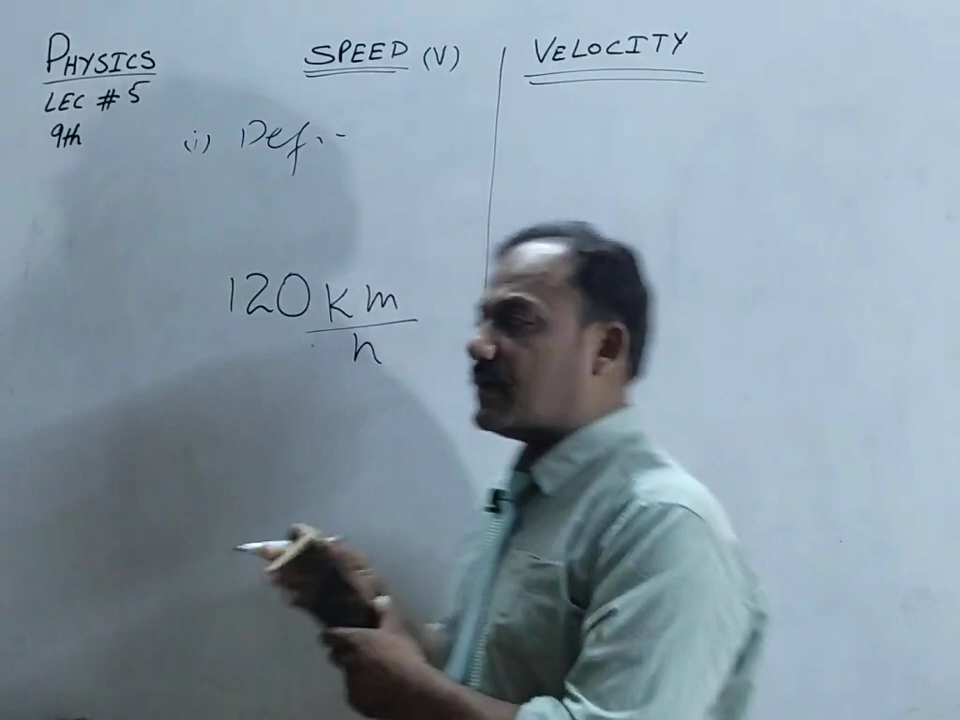 PHYSICS
LEC # 5
9th
SPEED (V)
VELOCITY
(i) Def :-
120 km
h